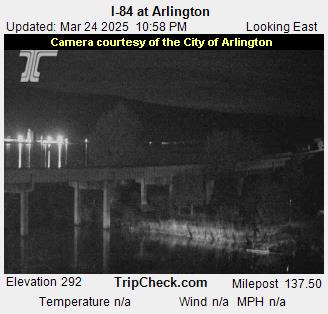 I-84 at Arlington
Updated: Mar 24 2025 10:58 PM Looking East
Camera courtesy of the City of Arlington
Elevation 292 TripCheck.com Milepost 137.50
Temperature n/a Wind n/a MPH n/a